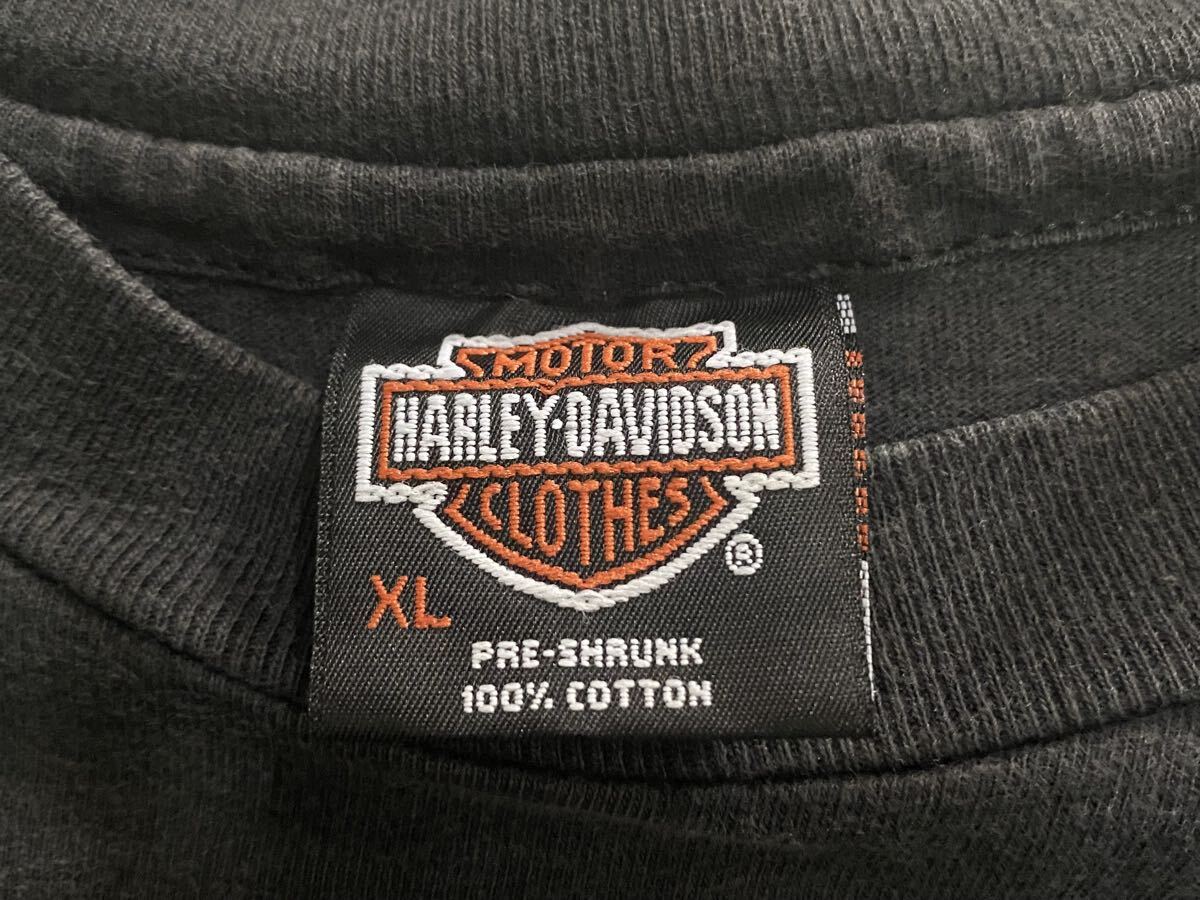 MOTOR
HARLEY·DAVIDSON
CLOTHES
®
XL
PRE-SHRUNK
100% COTTON